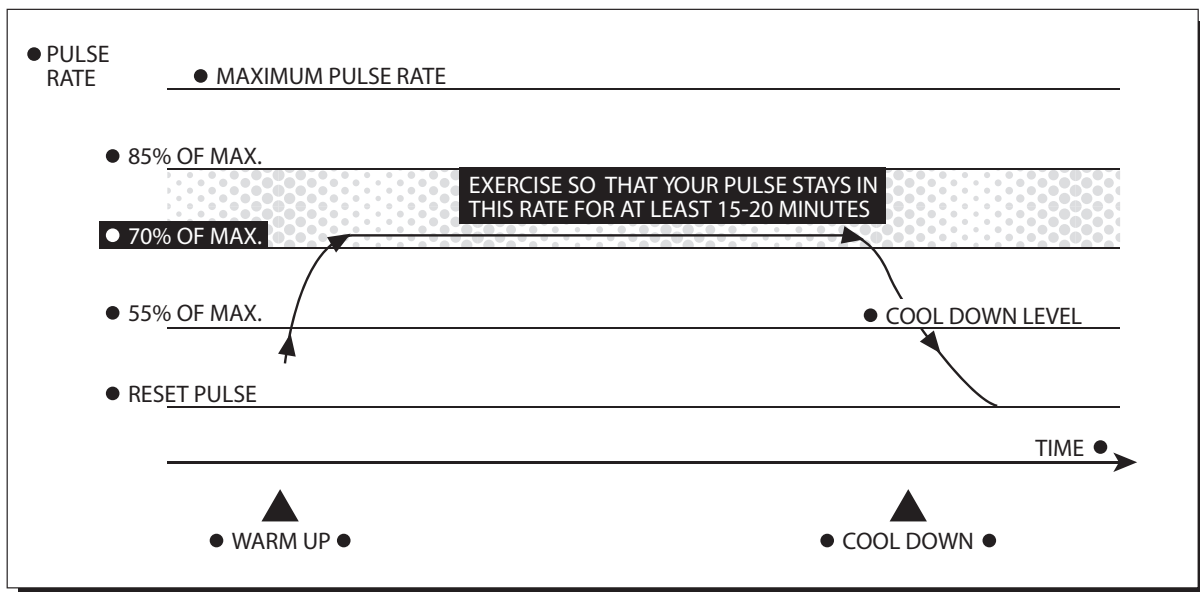 ● PULSE
RATE
● MAXIMUM PULSE RATE
● 85% OF MAX.
EXERCISE SO THAT YOUR PULSE STAYS IN
THIS RATE FOR AT LEAST 15-20 MINUTES
● 70% OF MAX.
● 55% OF MAX.
● COOL DOWN LEVEL
● RESET PULSE
TIME ●
● WARM UP ●
● COOL DOWN ●